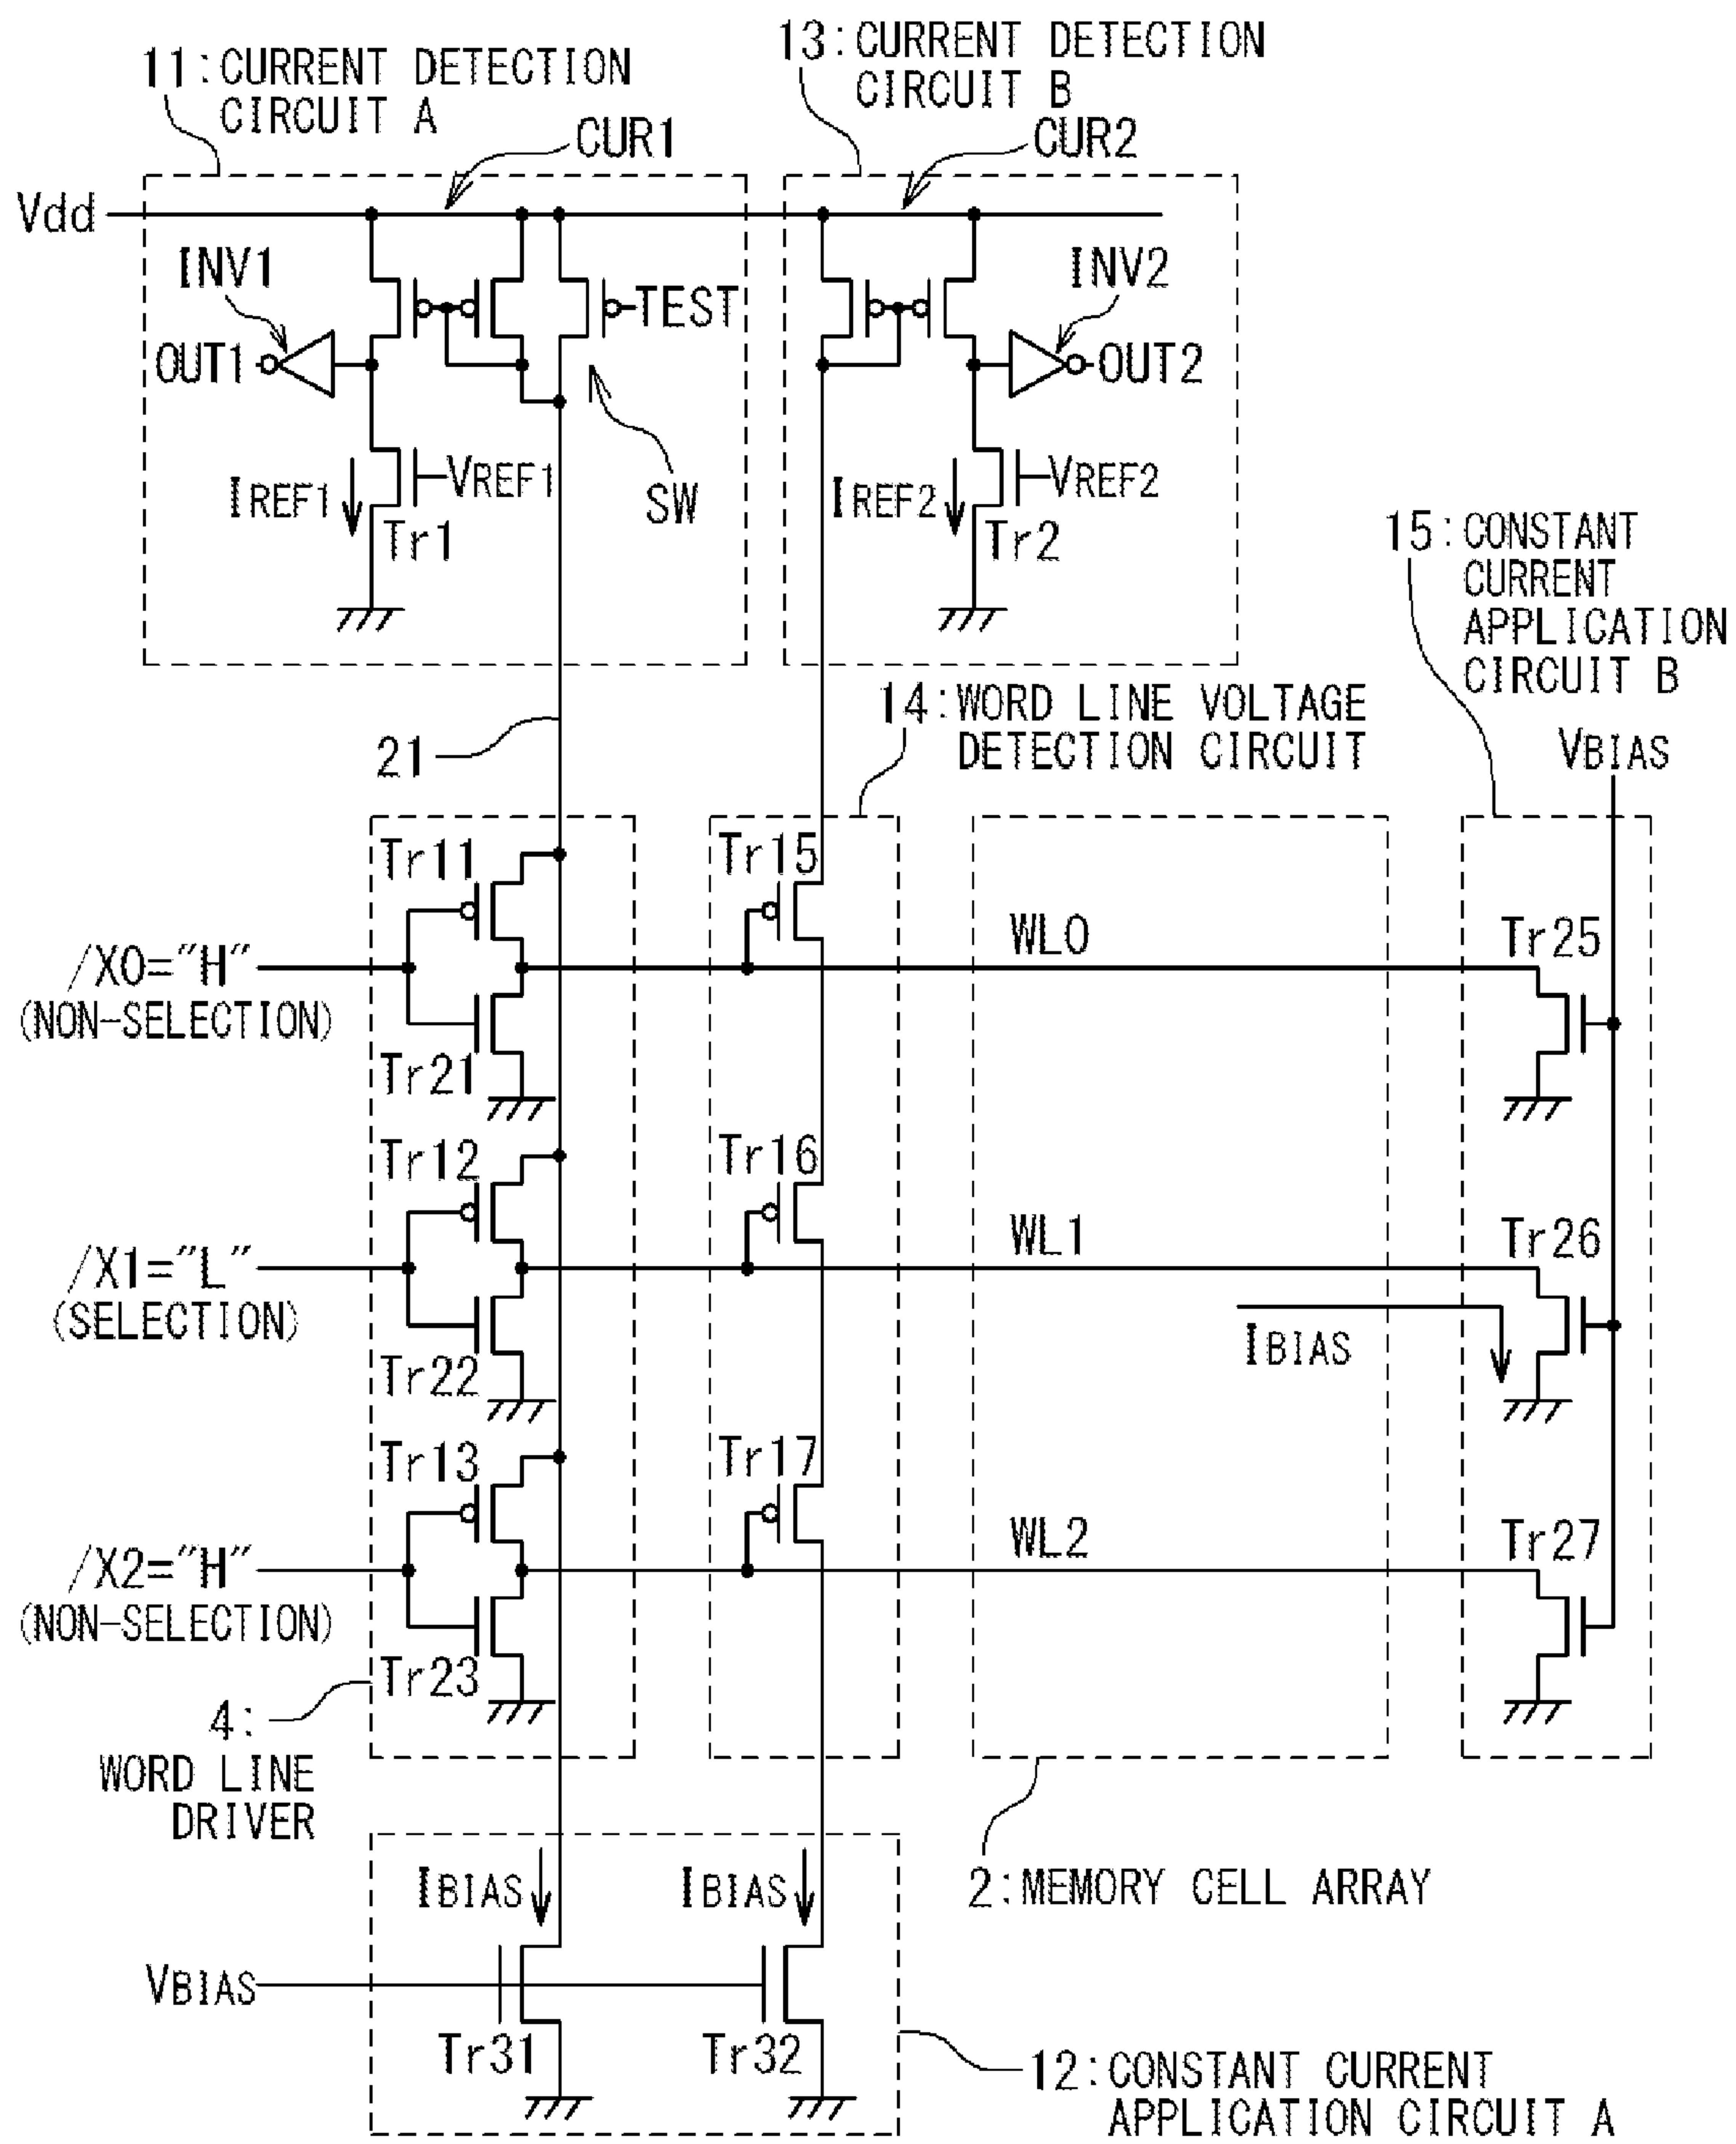 11:CURRENT DETECTION
CIRCUIT A
13:CURRENT DETECTION
CIRCUIT B
CUR1
CUR2
Vdd
INV1
TEST
INV2
OUT1
OUT2
IREF1
VREF1
Tr1
SW
IREF2
VREF2
Tr2
15:CONSTANT
CURRENT
APPLICATION
CIRCUIT B
14:WORD LINE VOLTAGE
DETECTION CIRCUIT
21
VBIAS
Tr11
Tr15
/X0="H"
(NON-SELECTION)
WL0
Tr25
Tr21
Tr12
Tr16
/X1="L"
(SELECTION)
WL1
Tr26
IBIAS
Tr22
Tr13
Tr17
/X2="H"
(NON-SELECTION)
WL2
Tr27
Tr23
4:
WORD LINE
DRIVER
IBIAS
IBIAS
2:MEMORY CELL ARRAY
VBIAS
Tr31
Tr32
12:CONSTANT CURRENT
APPLICATION CIRCUIT A